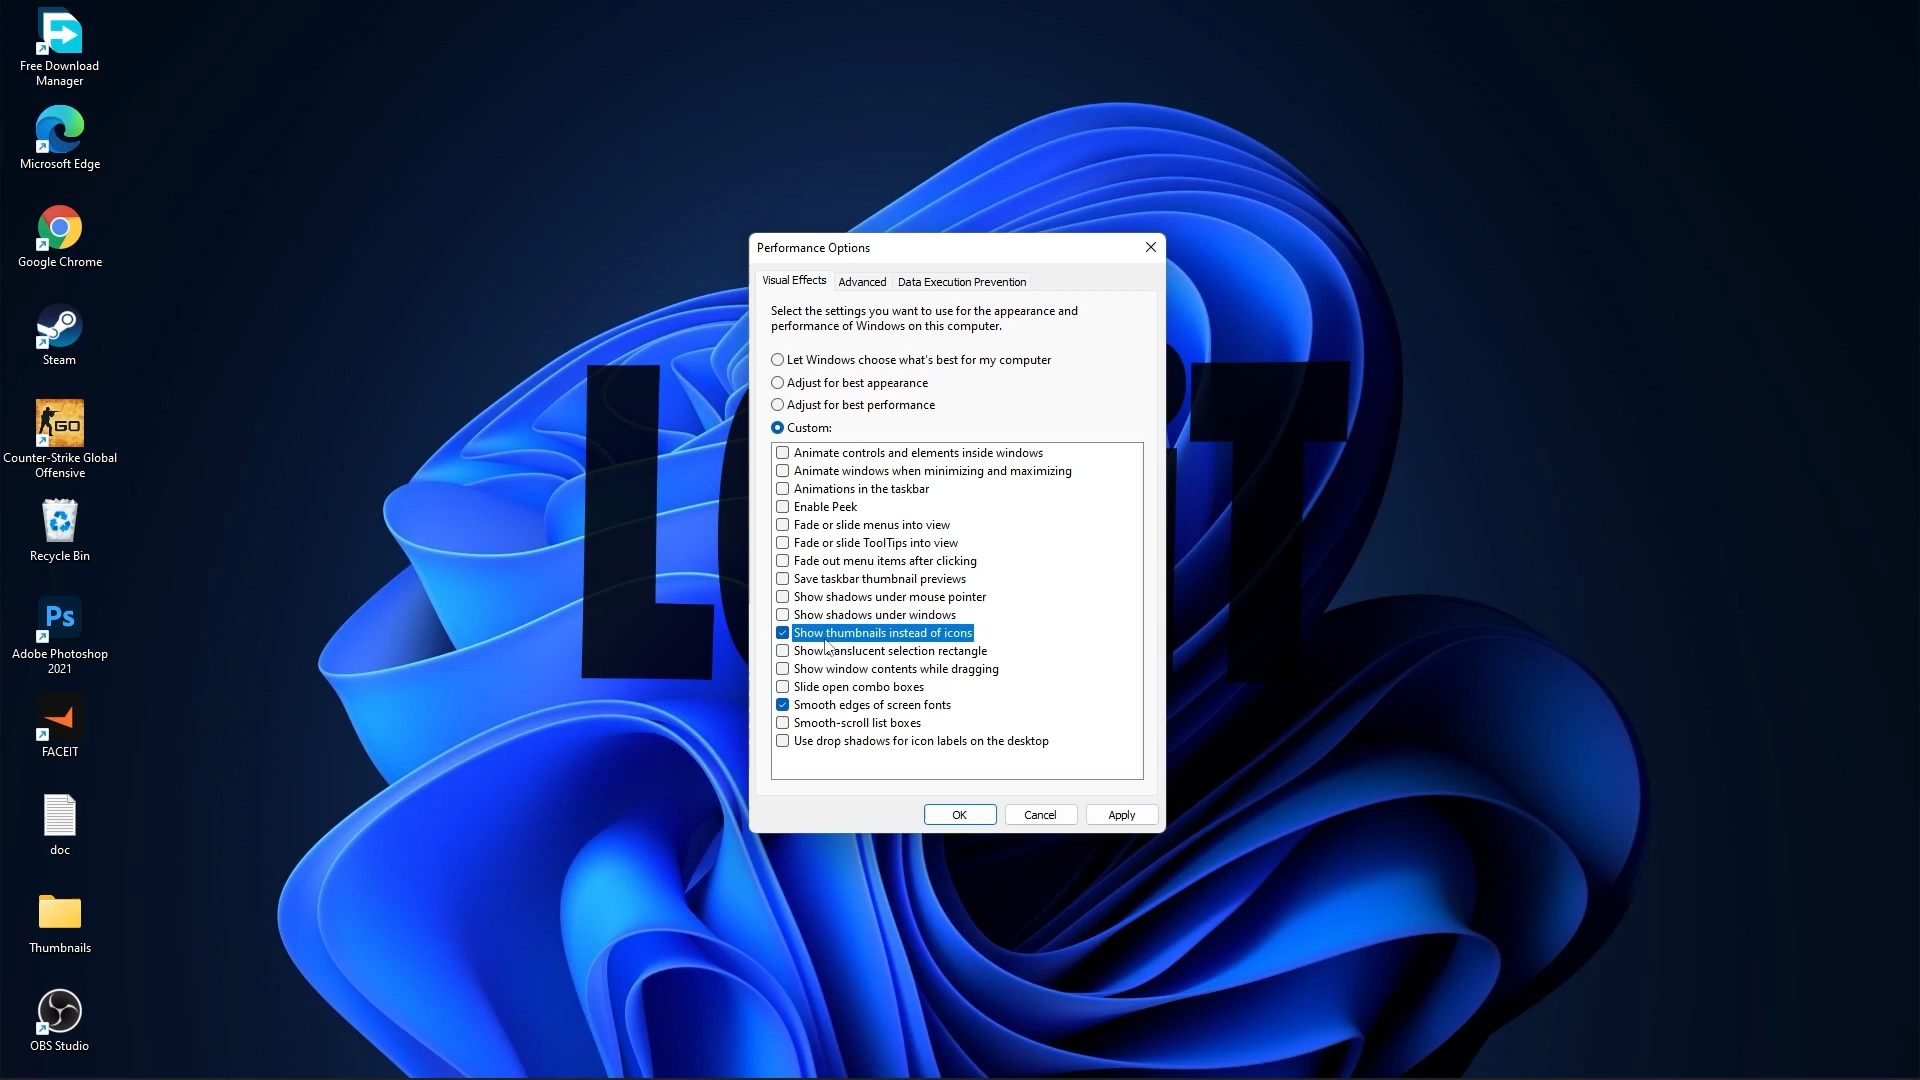 Free Download
Manager
Microsoft Edge
Google Chrome
Steam
GO
Counter-Strike Global
Offensive
Recycle Bin
Ps
Adobe Photoshop
2021
FACEIT
doc
Thumbnails
OBS Studio
Performance Options
Visual Effects
Advanced
Data Execution Prevention
Select the settings you want to use for the appearance and
performance of Windows on this computer.
Let Windows choose what's best for my computer
Adjust for best appearance
Adjust for best performance
Custom:
Animate controls and elements inside windows
Animate windows when minimizing and maximizing
Animations in the taskbar
Enable Peek
Fade or slide menus into view
Fade or slide ToolTips into view
Fade out menu items after clicking
Save taskbar thumbnail previews
Show shadows under mouse pointer
Show shadows under windows
Show thumbnails instead of icons
Show translucent selection rectangle
Show window contents while dragging
Slide open combo boxes
Smooth edges of screen fonts
Smooth-scroll list boxes
Use drop shadows for icon labels on the desktop
OK
Cancel
Apply